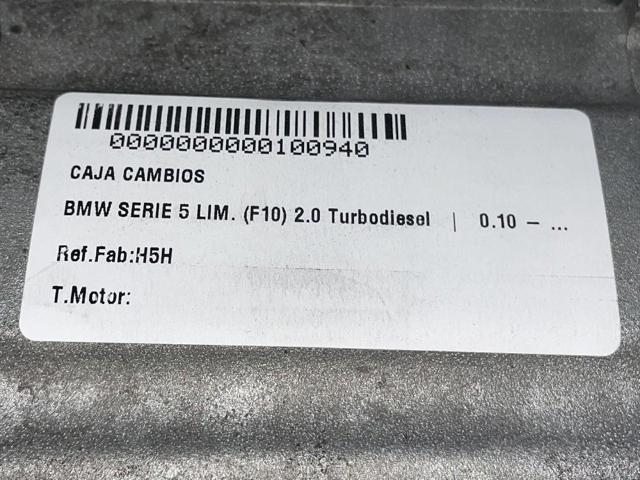 0000000000100940
CAJA CAMBIOS
BMW SERIE 5 LIM. (F10) 2.0 Turbodiesel | 0.10 – ...
Ref.Fab:H5H
T.Motor: